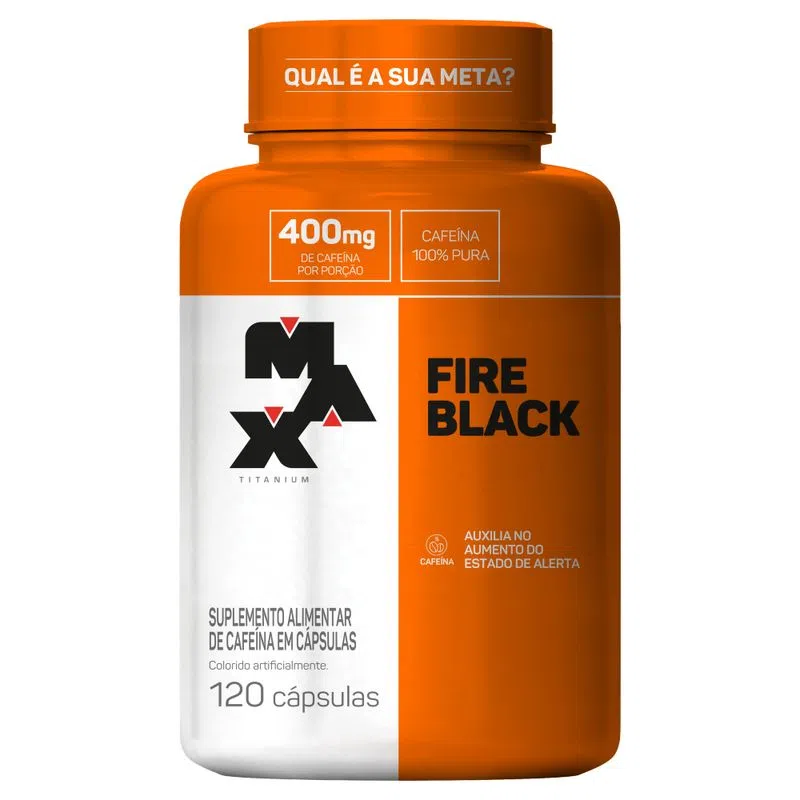 QUAL É A SUA META?
400mg
DE CAFEÍNA
POR PORÇÃO
CAFEÍNA
100% PURA
MAX
TITANIUM
FIRE
BLACK
CAFEÍNA
AUXILIA NO
AUMENTO DO
ESTADO DE ALERTA
SUPLEMENTO ALIMENTAR
DE CAFEÍNA EM CÁPSULAS
Colorido artificialmente.
120 cápsulas